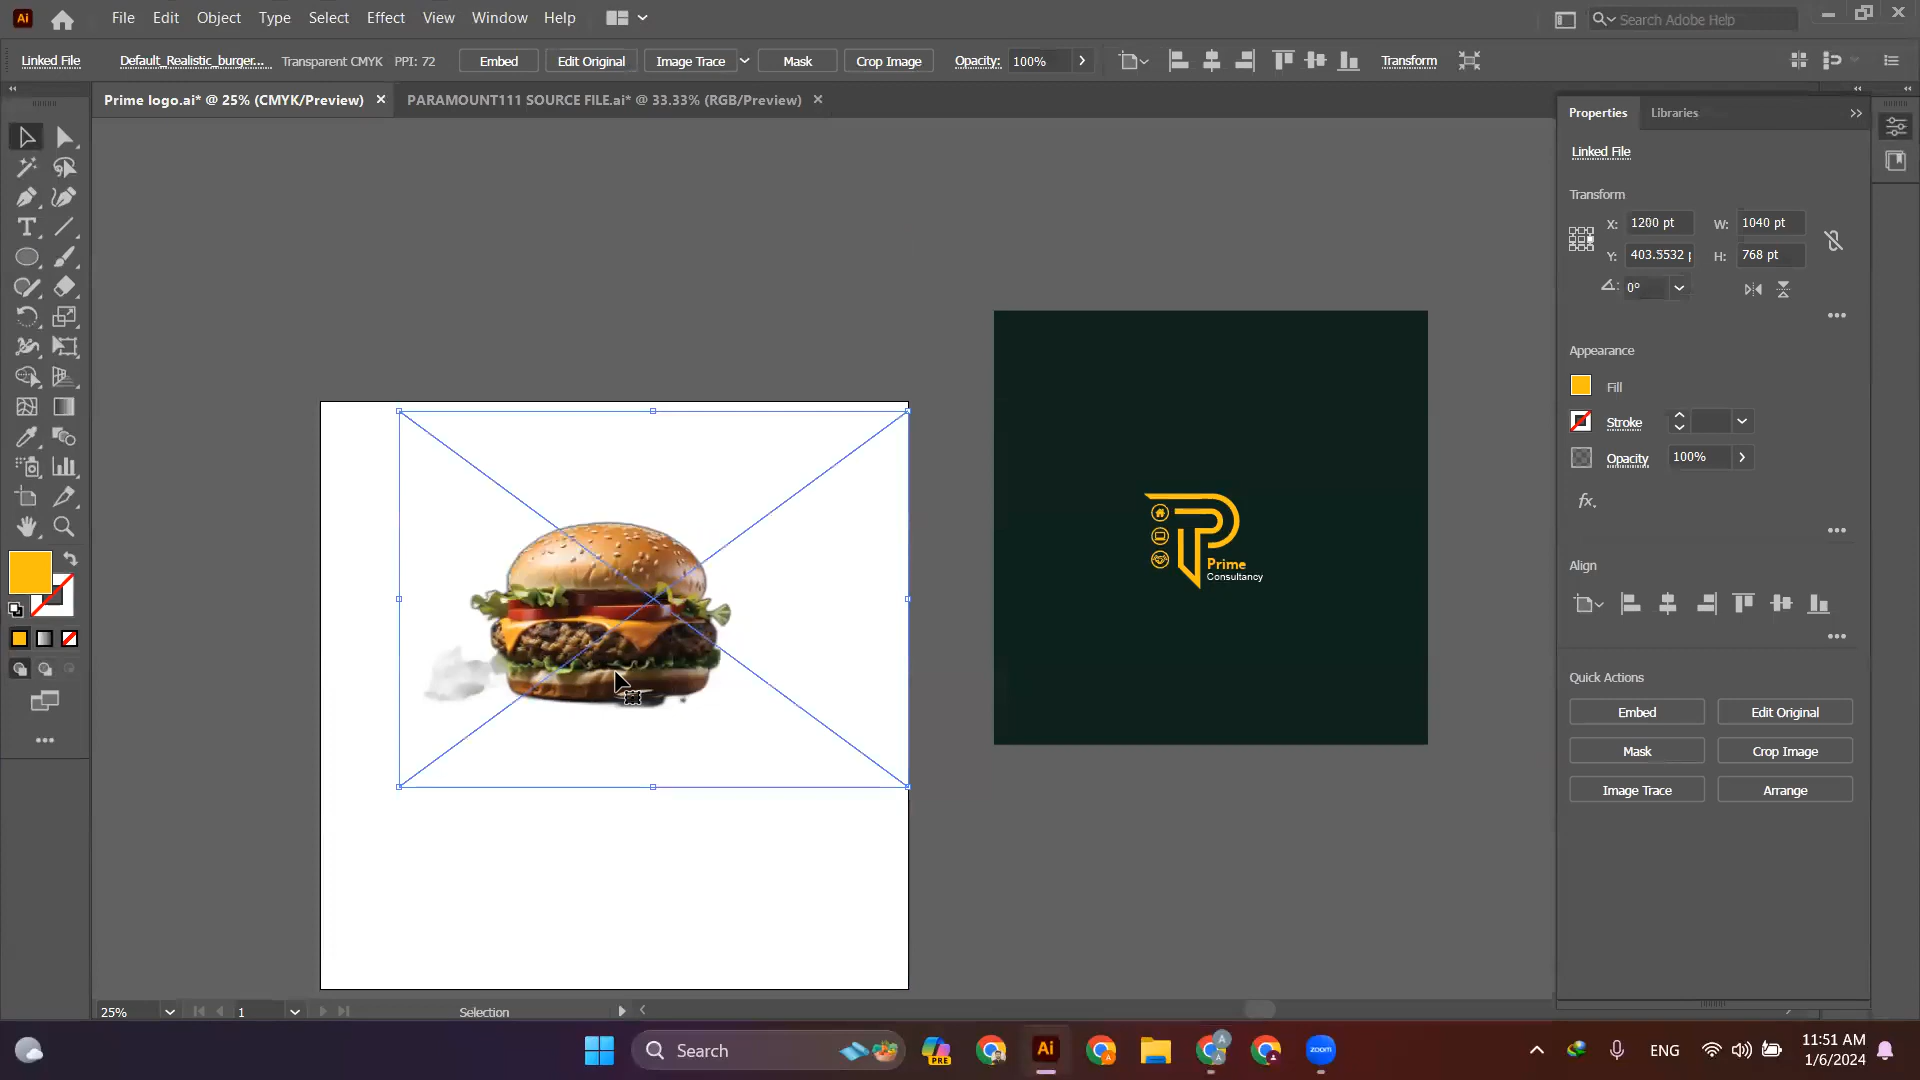 Ai File Edit Object Type Select Effect View Window Help Search Adobe Help
Linked File Default_Realistic_burger... Transparent CMYK PPI: 72 Embed Edit Original Image Trace Mask Crop Image Opacity: 100% Transform
Prime logo.ai* @ 25% (CMYK/Preview) PARAMOUNT111 SOURCE FILE.ai* @ 33.33% (RGB/Preview)
Properties Libraries
Linked File
Transform
X: 1200 pt W: 1040 pt
Y: 403.5532 p H: 768 pt
0°
Appearance
Fill
Stroke
Opacity 100%
fx
Align
Quick Actions
Embed Edit Original
Mask Crop Image
Image Trace Arrange
Prime
Consultancy
25% 1 Selection
Search PRE Ai zoom ENG 11:51 AM
1/6/2024